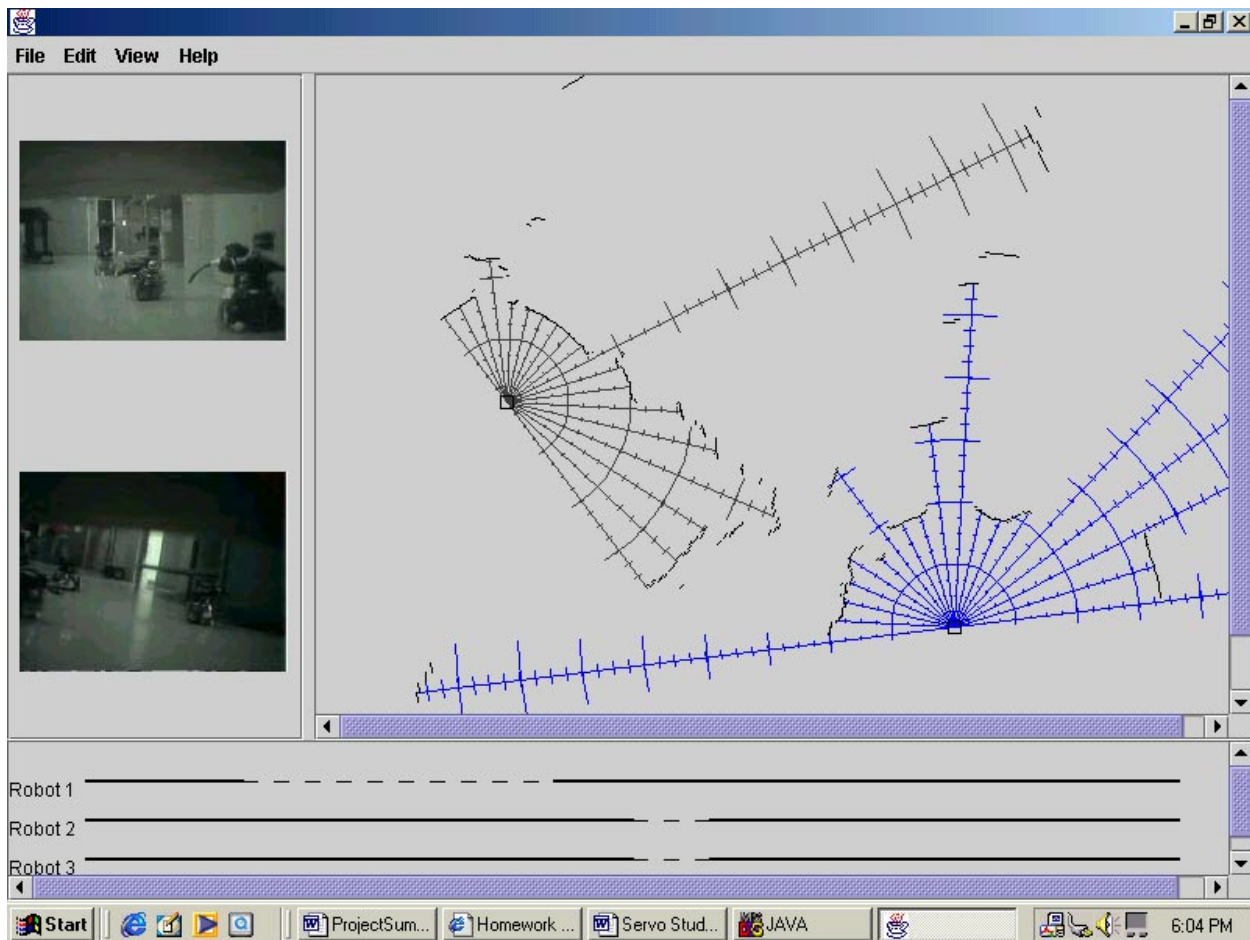 File Edit View Help
Robot 1
Robot 2
Robot 3
Start ProjectSum... Homework ... Servo Stud... JAVA 6:04 PM